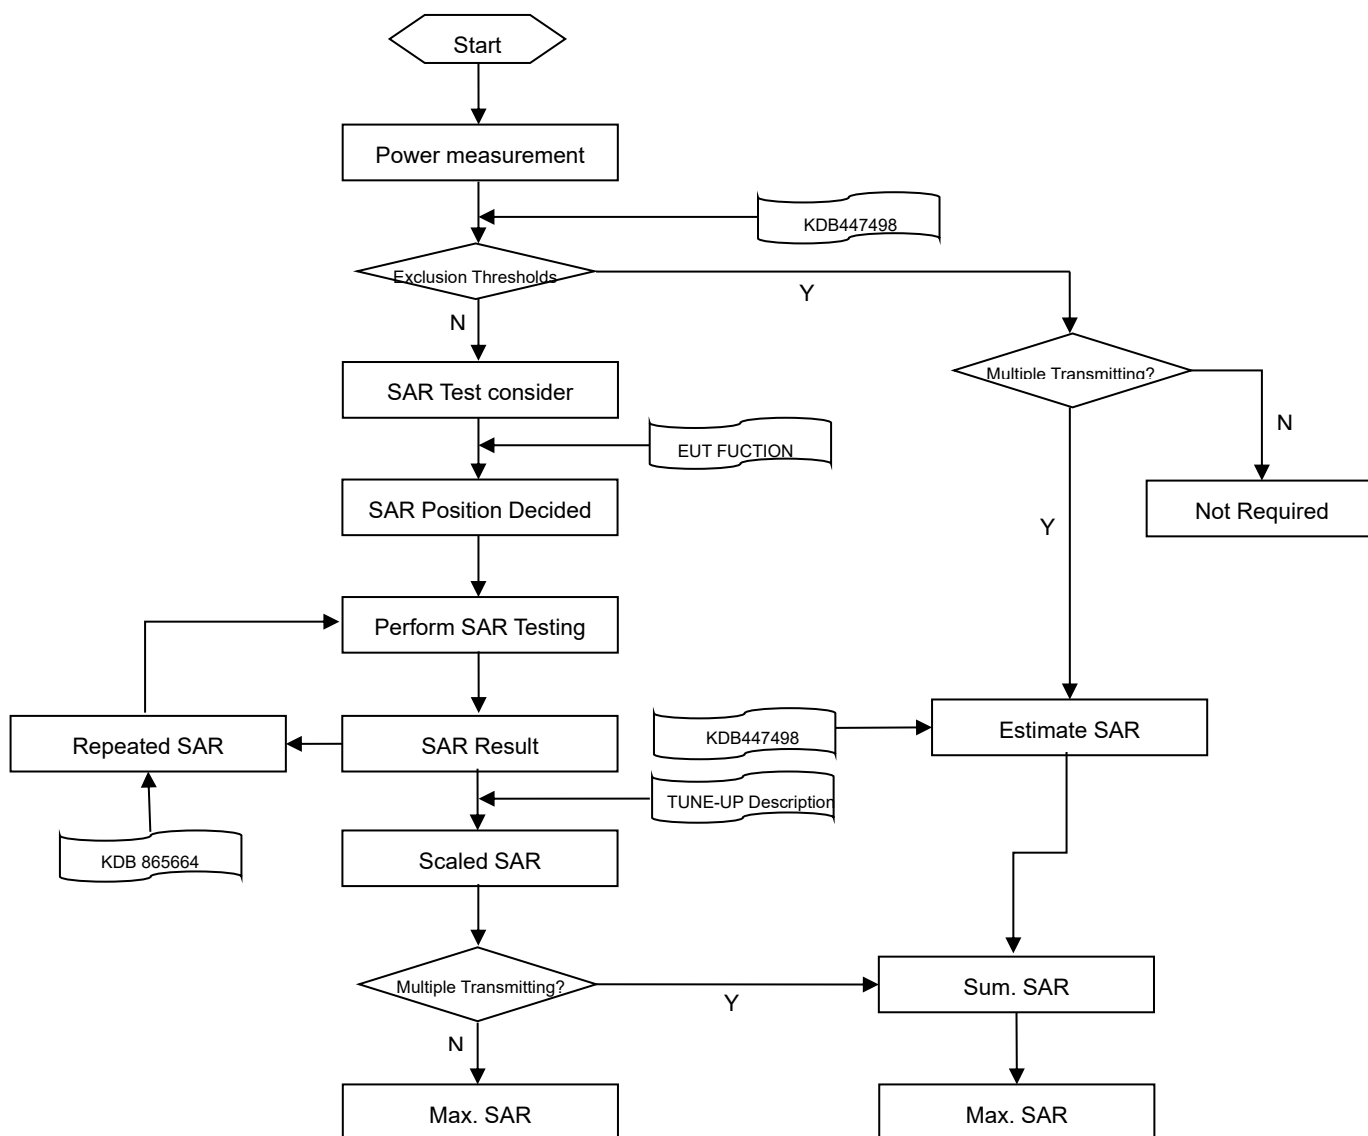 Start
Power measurement
KDB447498
Exclusion Thresholds
Y
N
Multiple Transmitting?
SAR Test consider
N
EUT FUCTION
SAR Position Decided
Not Required
Y
Perform SAR Testing
Repeated SAR
SAR Result
KDB447498
Estimate SAR
TUNE-UP Description
KDB 865664
Scaled SAR
Multiple Transmitting?
Y
Sum. SAR
N
Max. SAR
Max. SAR